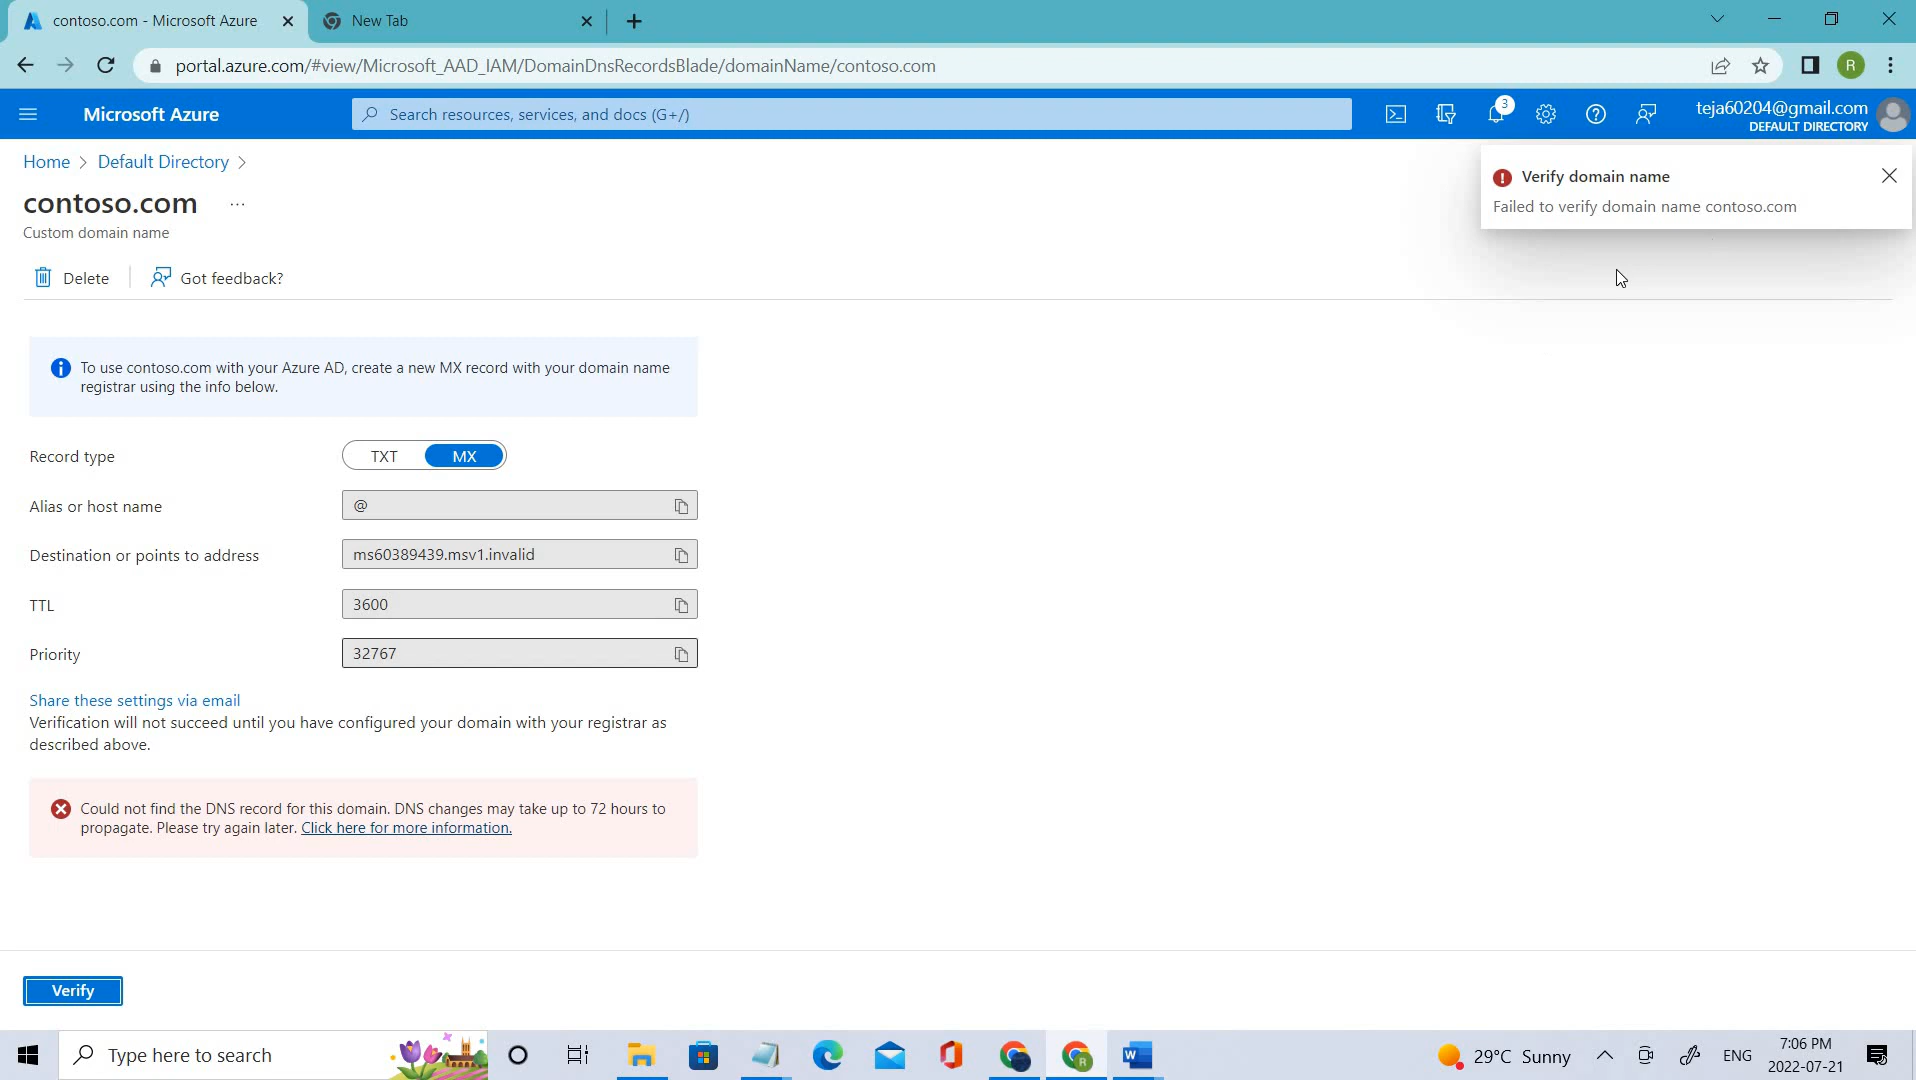 contoso.com - Microsoft Azure
New Tab
portal.azure.com/#view/Microsoft_AAD_IAM/DomainDnsRecordsBlade/domainName/contoso.com
R
Microsoft Azure
Search resources, services, and docs (G+/)
3
teja60204@gmail.com
DEFAULT DIRECTORY
Home > Default Directory >
contoso.com ...
Custom domain name
Verify domain name
Failed to verify domain name contoso.com
Delete
Got feedback?
To use contoso.com with your Azure AD, create a new MX record with your domain name
registrar using the info below.
Record type
TXT MX
Alias or host name
@
Destination or points to address
ms60389439.msv1.invalid
TTL
3600
Priority
32767
Share these settings via email
Verification will not succeed until you have configured your domain with your registrar as
described above.
Could not find the DNS record for this domain. DNS changes may take up to 72 hours to
propagate. Please try again later. Click here for more information.
Verify
Type here to search
29°C Sunny
ENG
7:06 PM
2022-07-21